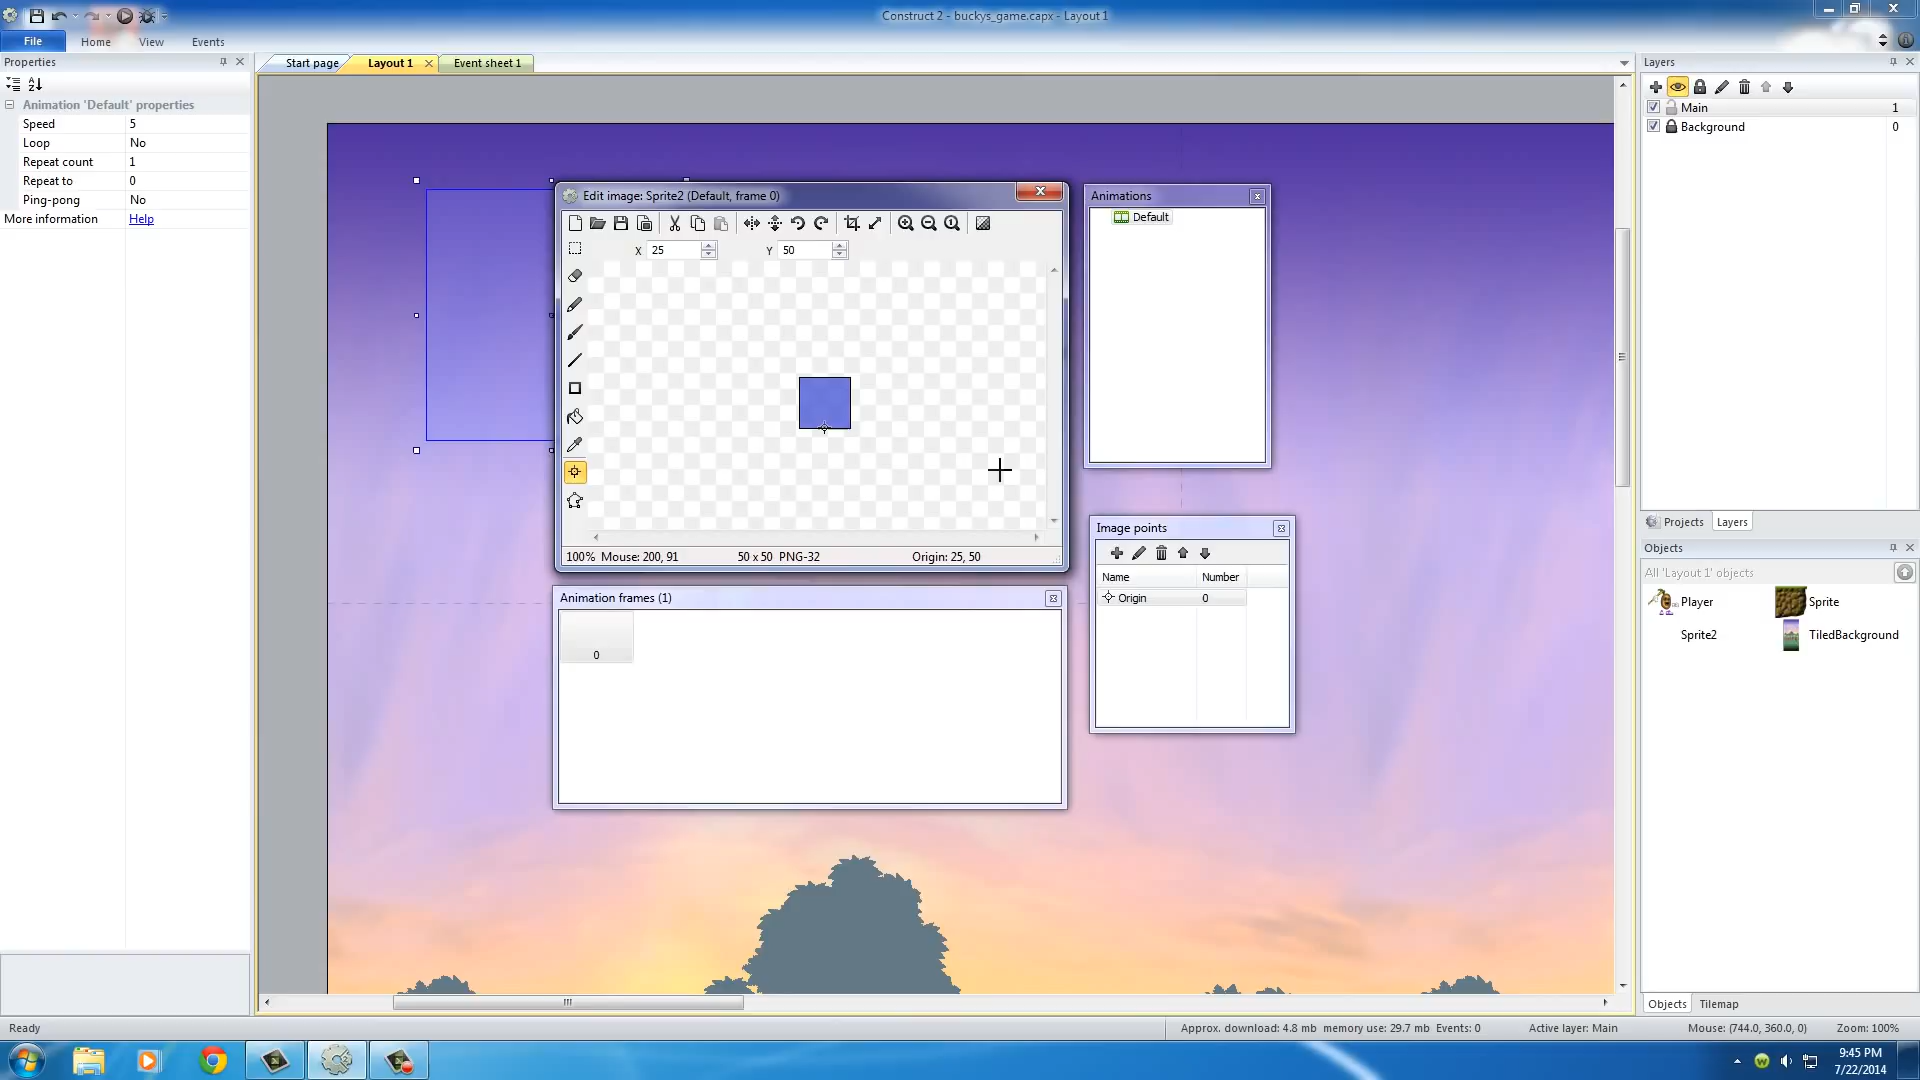 Construct 2 - buckys_game.capx - Layout 1
File
Home
View
Events
Properties
Start page
Layout 1
Event sheet 1
Layers
Animation 'Default' properties
Speed 5
Loop No
Repeat count 1
Repeat to 0
Ping-pong No
More information Help
Main 1
Background 0
Edit image: Sprite2 (Default, frame 0)
X 25
Y 50
100% Mouse: 200, 91
50 x 50 PNG-32
Origin: 25, 50
Animations
Default
Image points
Name Number
Origin 0
Animation frames (1)
0
Projects
Layers
Objects
All 'Layout 1' objects
Player
Sprite
Sprite2
TiledBackground
Objects
Tilemap
Ready
Approx. download: 4.8 mb memory use: 29.7 mb Events: 0
Active layer: Main
Mouse: (744.0, 360.0, 0)
Zoom: 100%
9:45 PM
7/22/2014